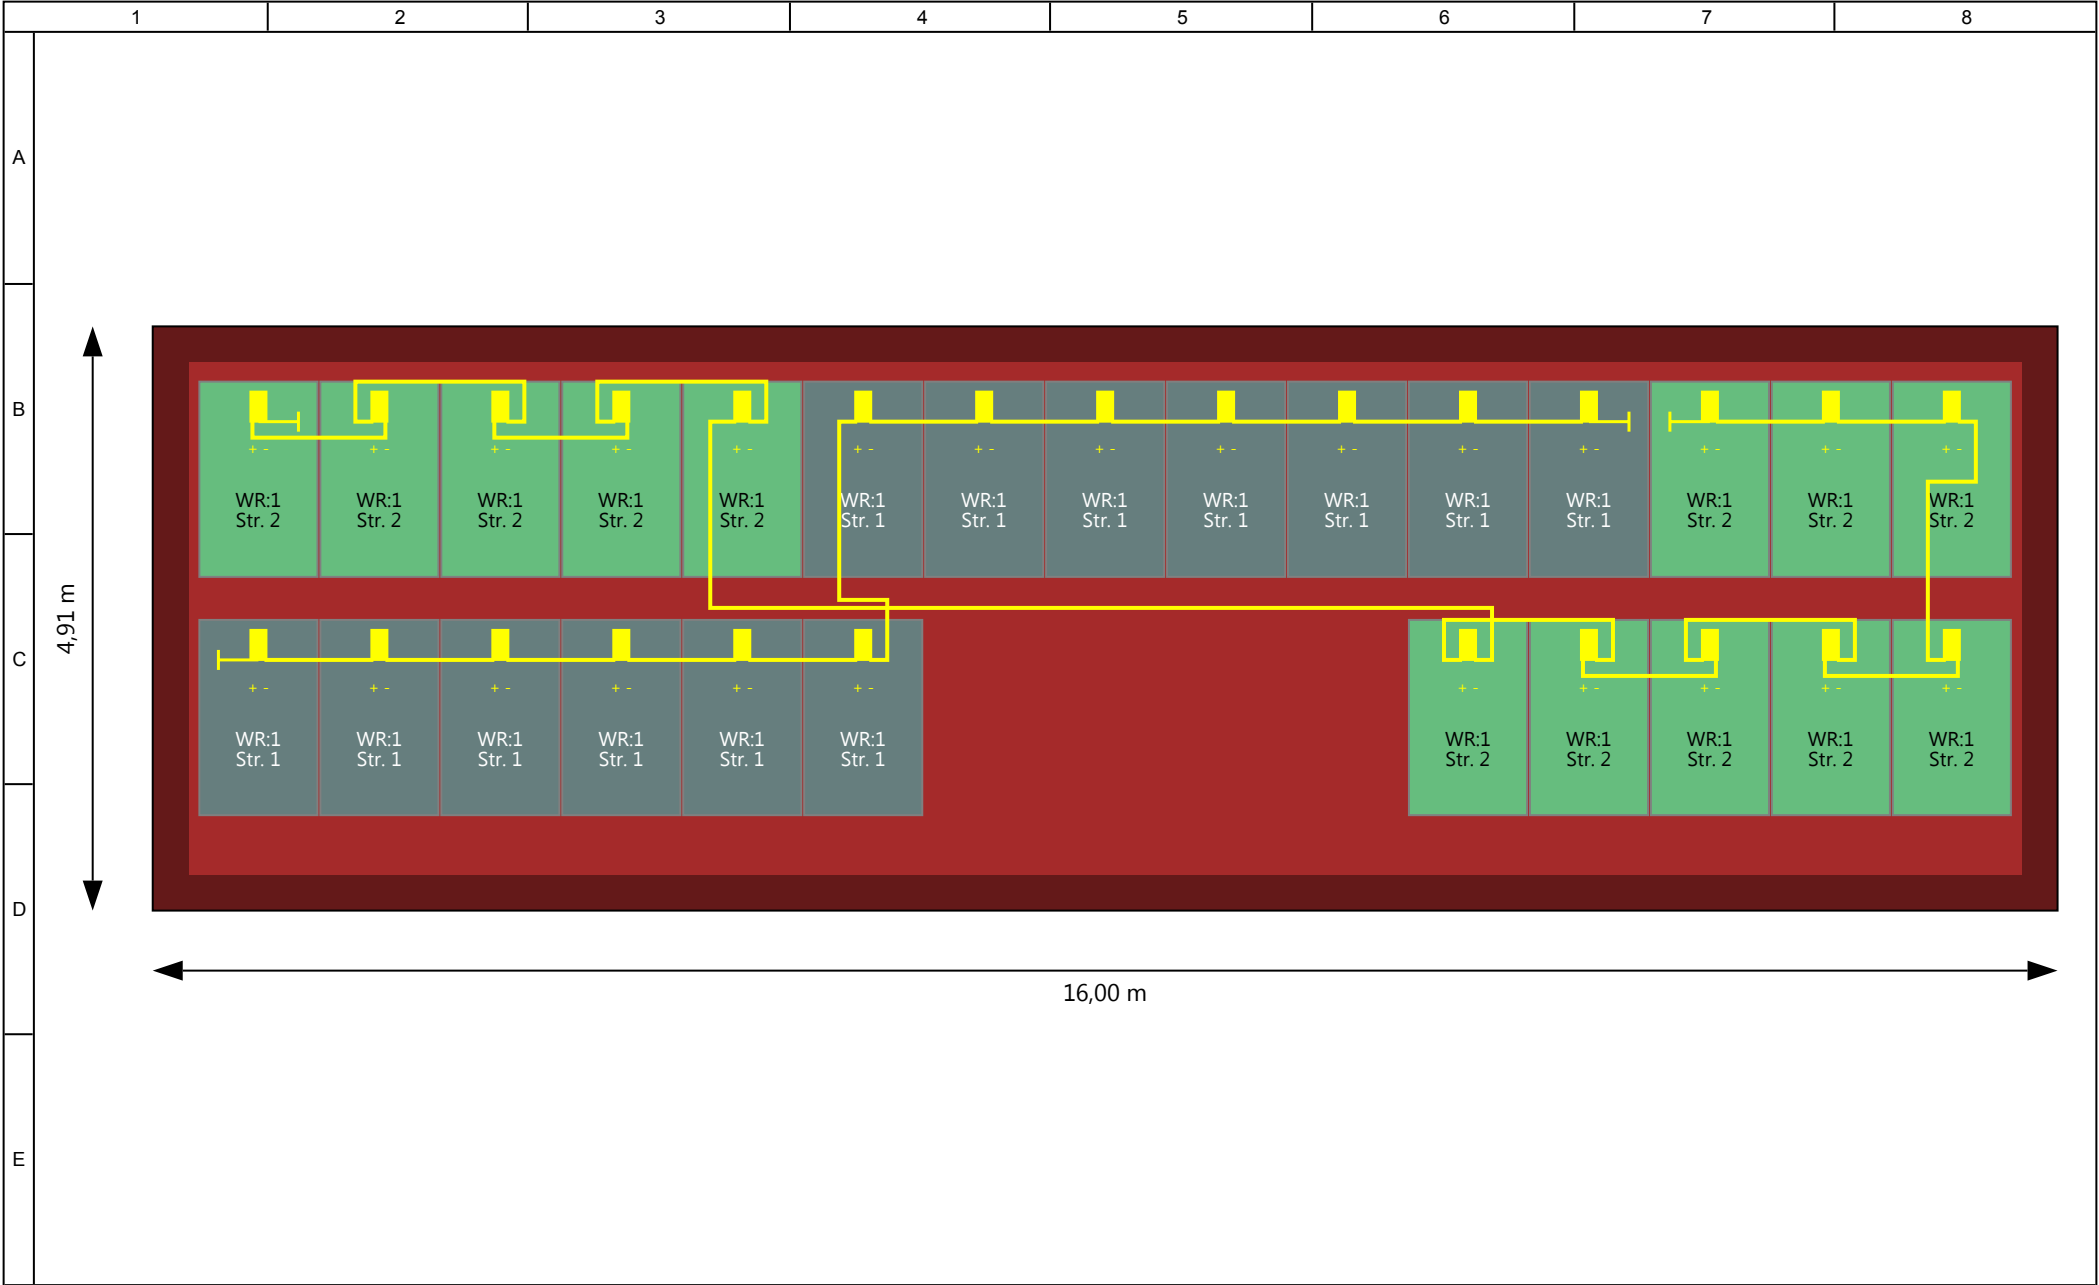 1 2 3 4 5 6 7 8
A
B
+ - + - + - + - + - + - + - + - + - + - + - + - + - + - + -
WR:1 WR:1 WR:1 WR:1 WR:1 WR:1 WR:1 WR:1 WR:1 WR:1 WR:1 WR:1 WR:1 WR:1 WR:1
Str. 2 Str. 2 Str. 2 Str. 2 Str. 2 Str. 1 Str. 1 Str. 1 Str. 1 Str. 1 Str. 1 Str. 1 Str. 2 Str. 2 Str. 2
4,91 m
C
+ - + - + - + - + - + - + - + - + - + - + -
WR:1 WR:1 WR:1 WR:1 WR:1 WR:1 WR:1 WR:1 WR:1 WR:1 WR:1
Str. 1 Str. 1 Str. 1 Str. 1 Str. 1 Str. 1 Str. 2 Str. 2 Str. 2 Str. 2 Str. 2
D
16,00 m
E